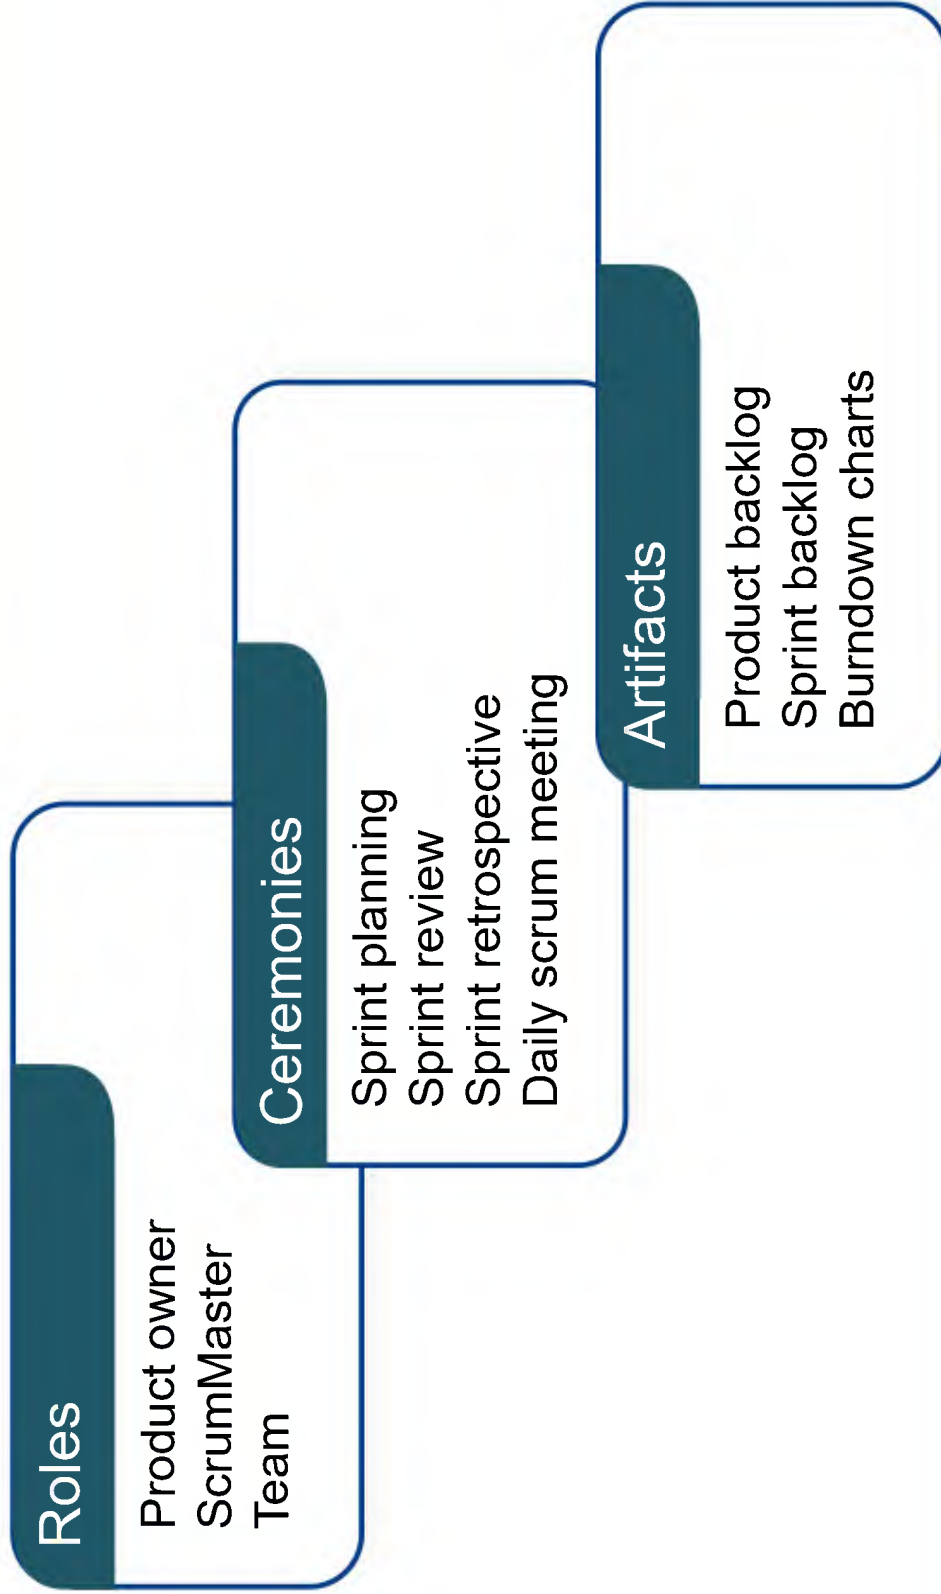 Roles
Product owner
ScrumMaster
Team
Ceremonies
Sprint planning
Sprint review
Sprint retrospective
Daily scrum meeting
Artifacts
Product backlog
Sprint backlog
Burndown charts